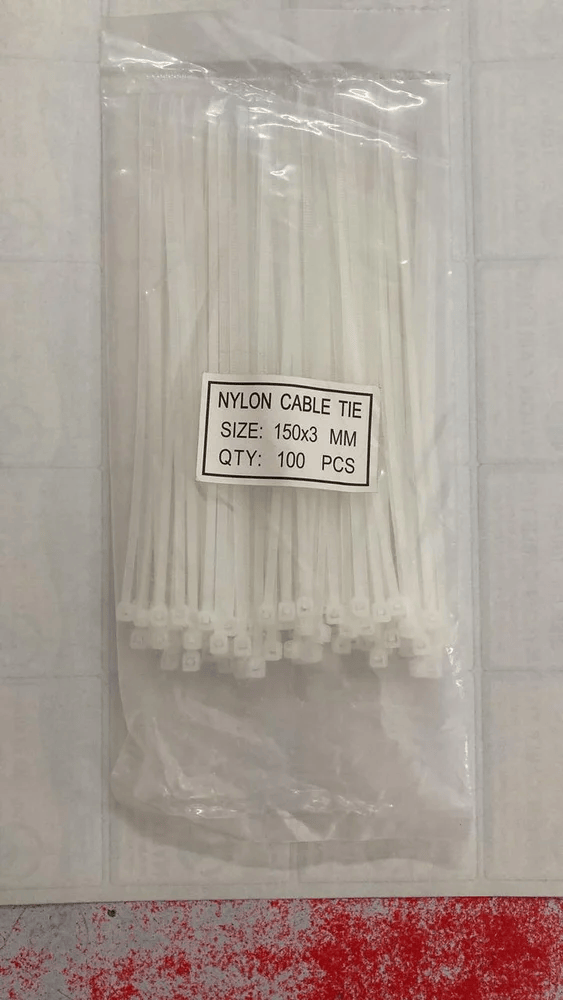 NYLON CABLE TIE
SIZE: 150x3 MM
QTY: 100 PCS